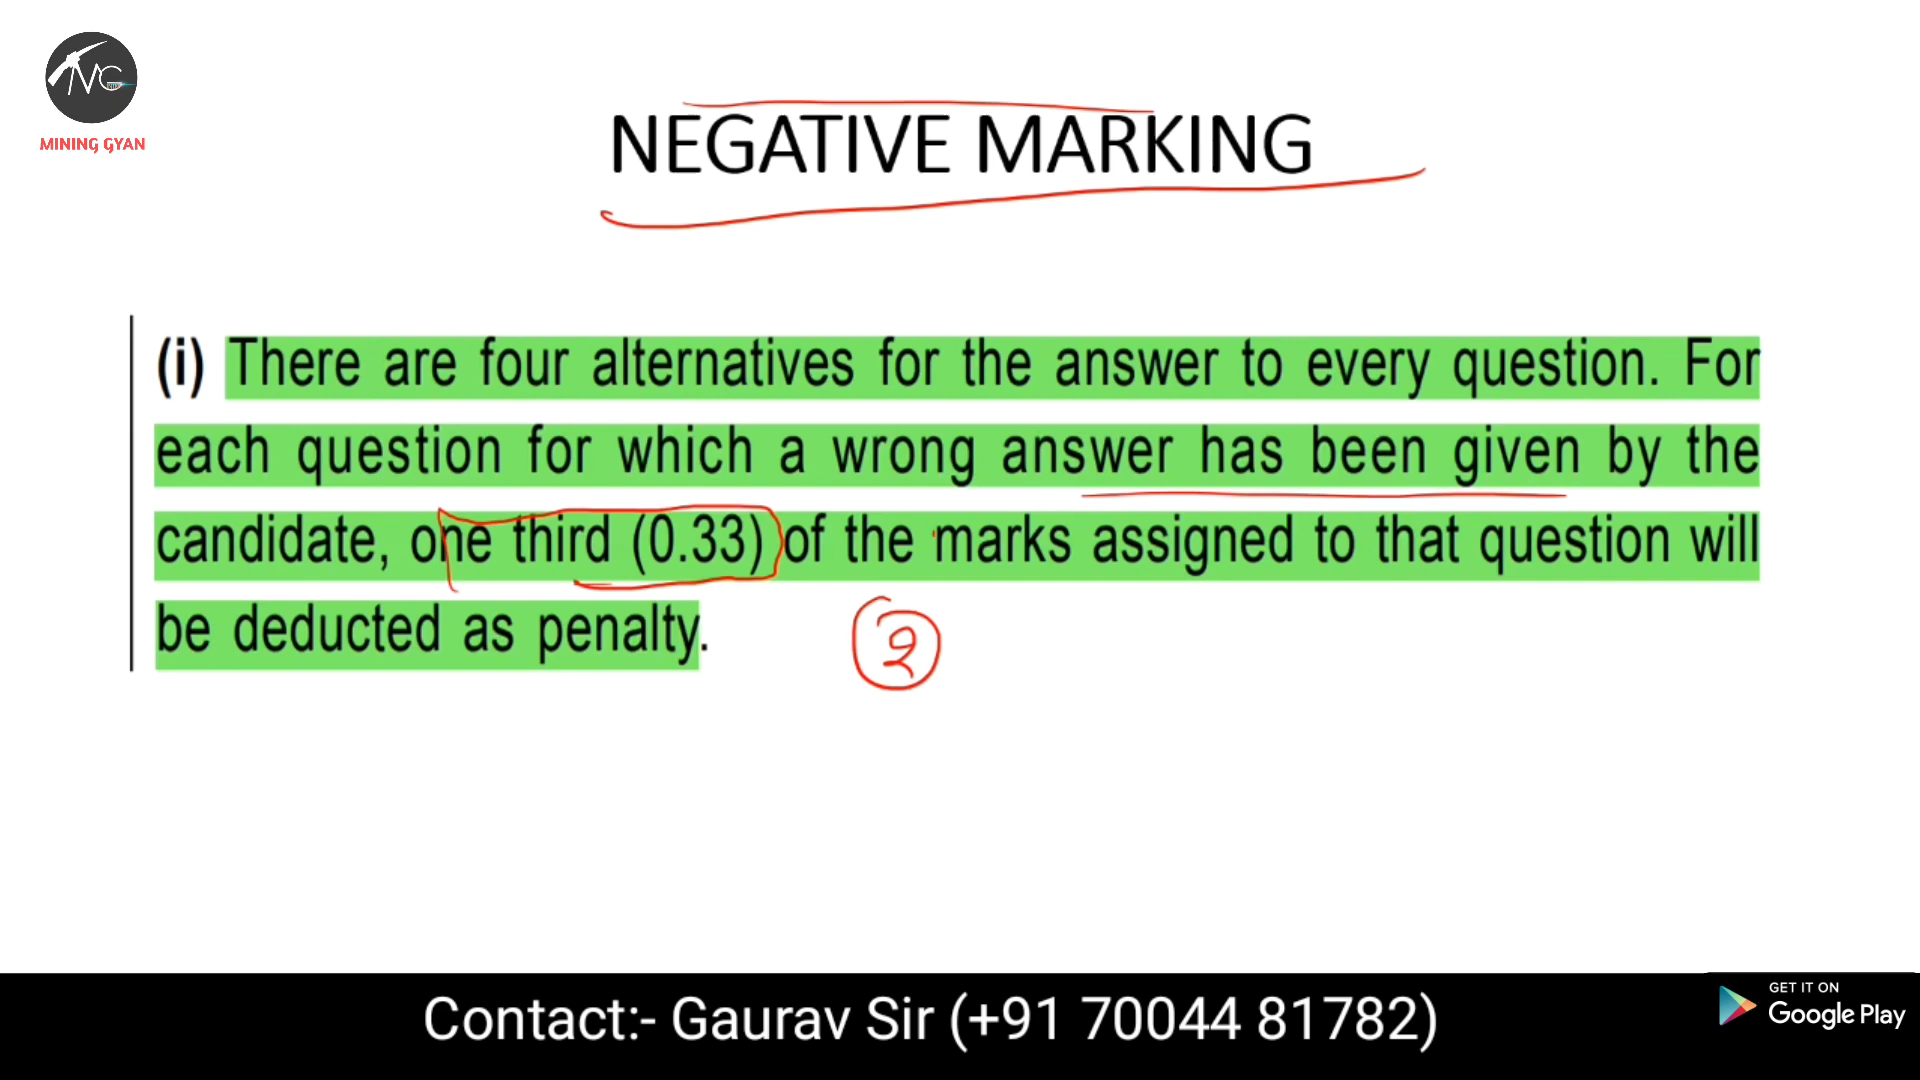 MG
MINING GYAN
NEGATIVE MARKING
(i) There are four alternatives for the answer to every question. For
each question for which a wrong answer has been given by the
candidate, one third (0.33) of the marks assigned to that question will
be deducted as penalty.
2
Contact:- Gaurav Sir (+91 70044 81782)
GET IT ON
Google Play